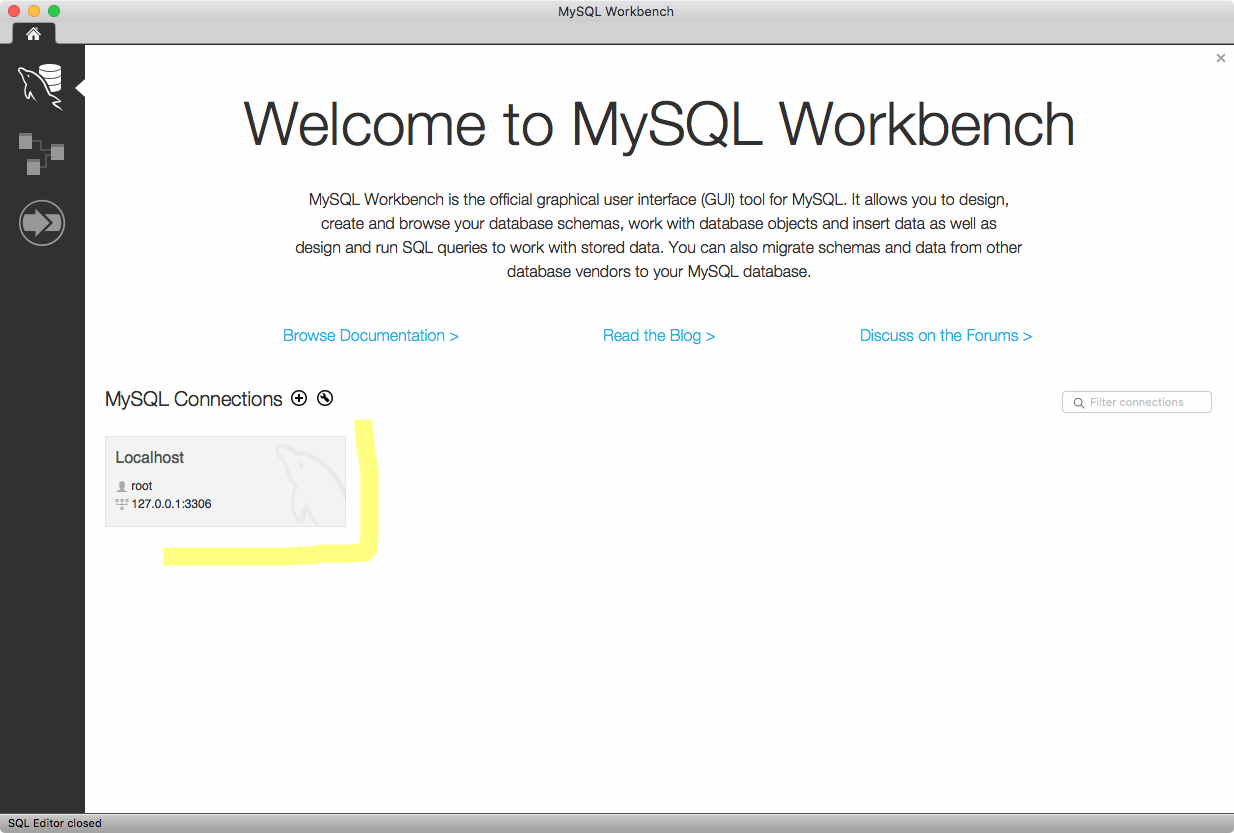 MySQL Workbench
Welcome to MySQL Workbench
MySQL Workbench is the official graphical user interface (GUI) tool for MySQL. It allows you to design,
create and browse your database schemas, work with database objects and insert data as well as
design and run SQL queries to work with stored data. You can also migrate schemas and data from other
database vendors to your MySQL database.
Browse Documentation > Read the Blog > Discuss on the Forums >
MySQL Connections
Filter connections
Localhost
root
127.0.0.1:3306
SQL Editor closed